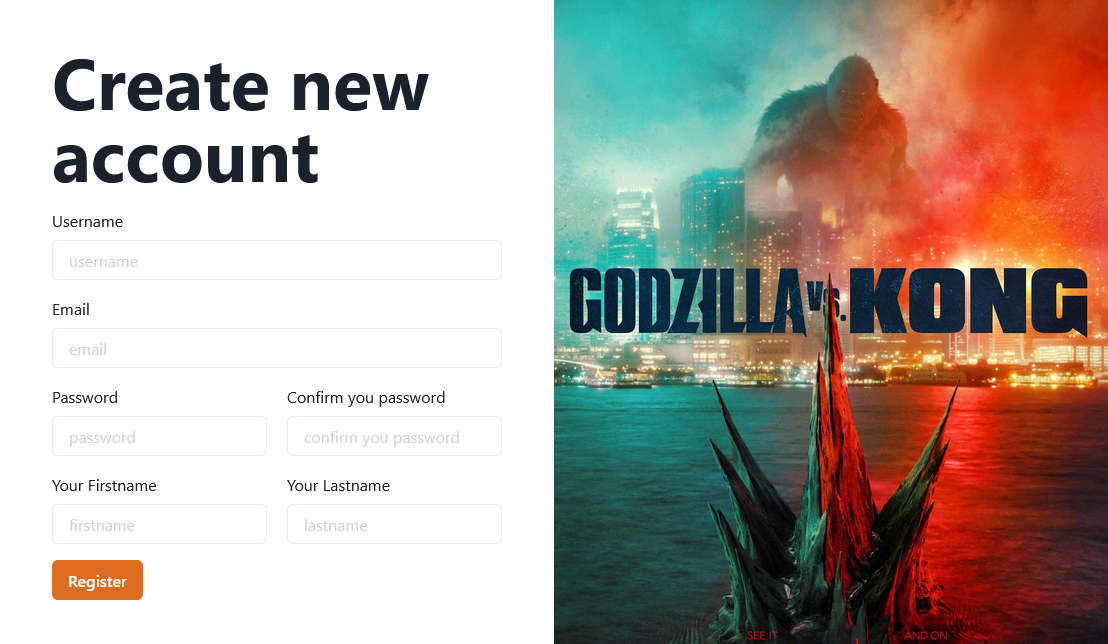 Create new
account
Username
username
Email
email
Password
Confirm you password
password
confirm you password
Your Firstname
Your Lastname
firstname
lastname
Register
GODZILLA vs. KONG
SEE IT
AND ON